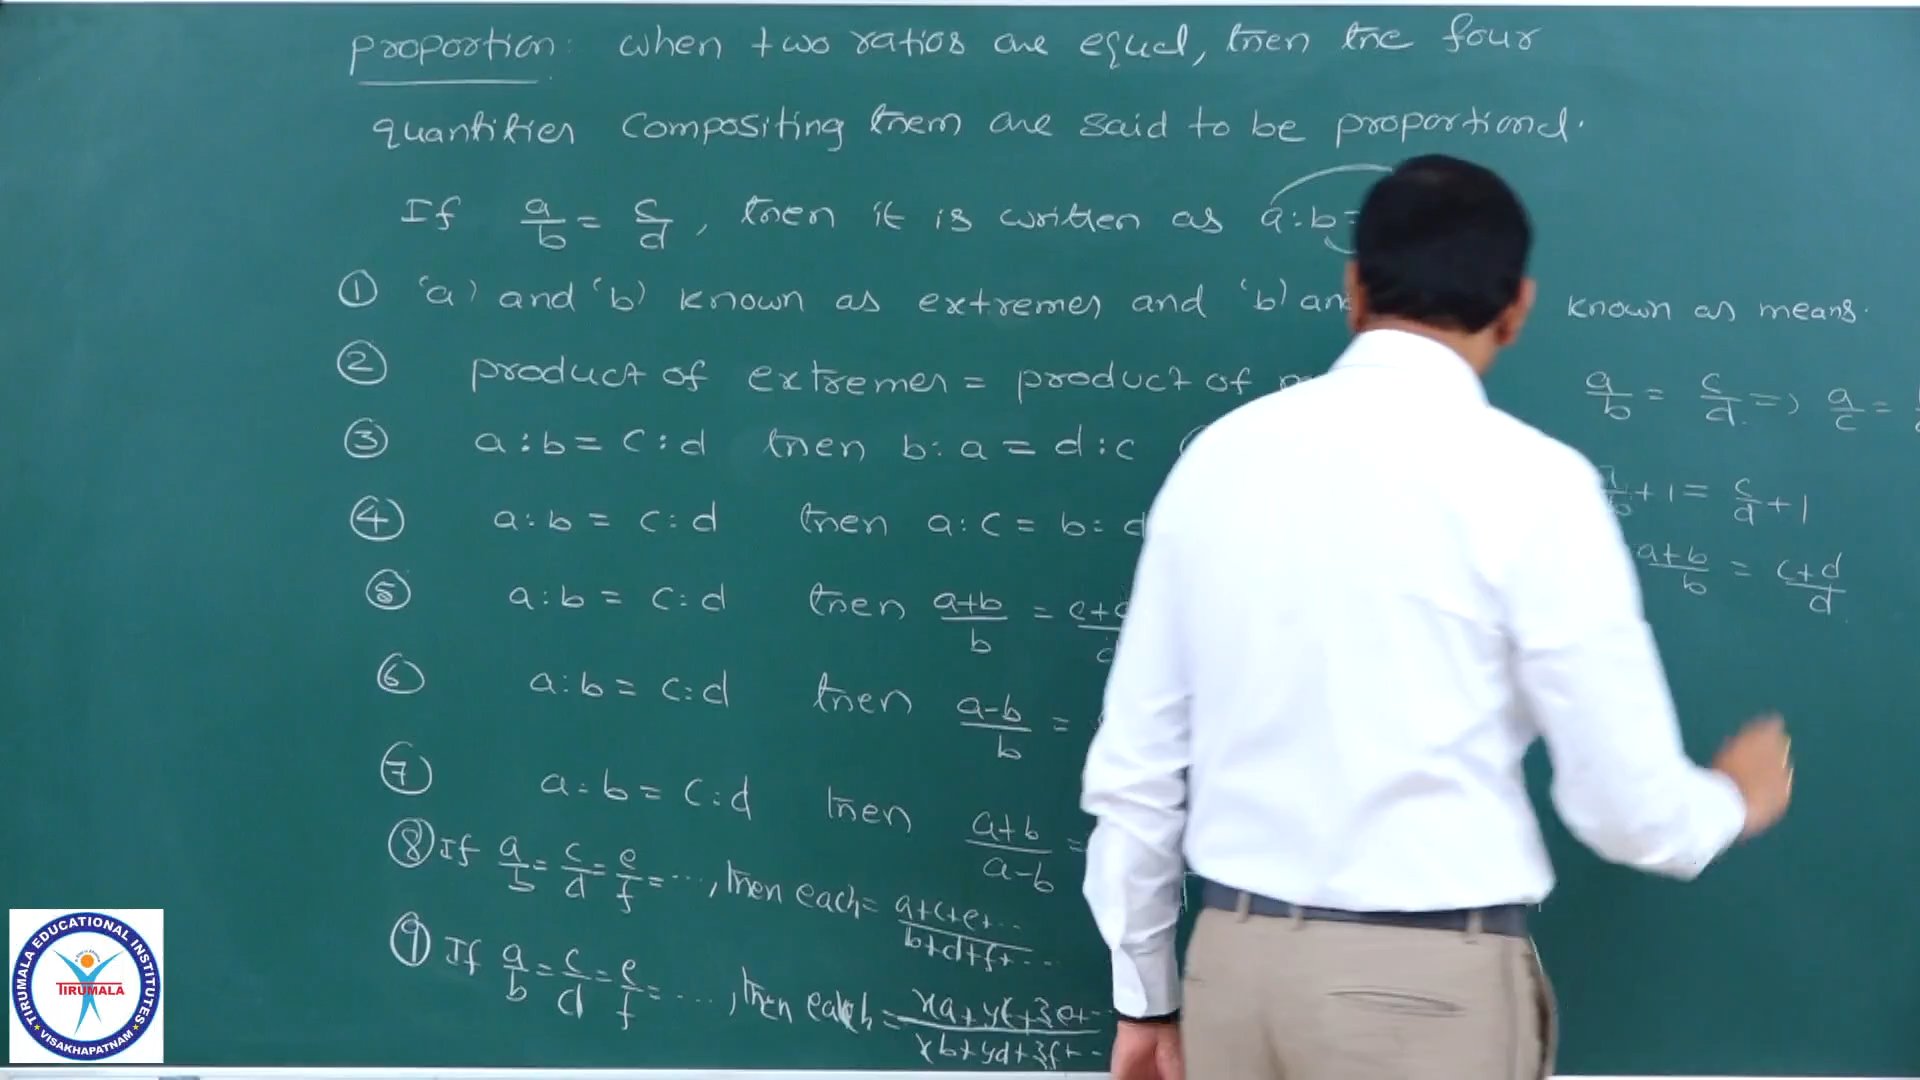 proportion: when two ratios are equal, then the four
quantities compositing them are said to be proportional.
If a/b = c/d, then it is written as a:b=
① 'a' and 'b' known as extremes and 'b' and known as means.
② product of extremes = product of
③ a:b = c:d then b:a = d:c
④ a:b = c:d then a:c = b:d
⑤ a:b = c:d then a+b/b = c+d/d
⑥ a:b = c:d then a-b/b =
⑦ a:b = c:d then a+b/a-b =
⑧ If a/b = c/d = e/f = ..., then each = a+c+e+.../b+d+f+...
⑨ If a/b = c/d = e/f = ...., then each = xa+yc+3e+.../xb+yd+3f+...
a/b = c/d => a/c =
a/b + 1 = c/d + 1
a+b/b = c+d/d
TIRUMALA EDUCATIONAL INSTITUTES
TIRUMALA
VISAKHAPATNAM